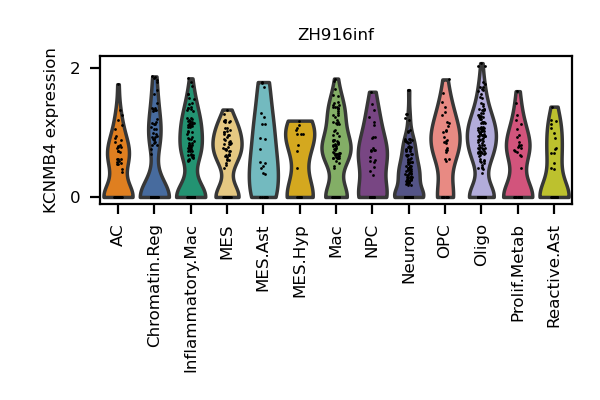 ZH916inf
KCNMB4 expression
2
0
AC
Chromatin.Reg
Inflammatory.Mac
MES
MES.Ast
MES.Hyp
Mac
NPC
Neuron
OPC
Oligo
Prolif.Metab
Reactive.Ast